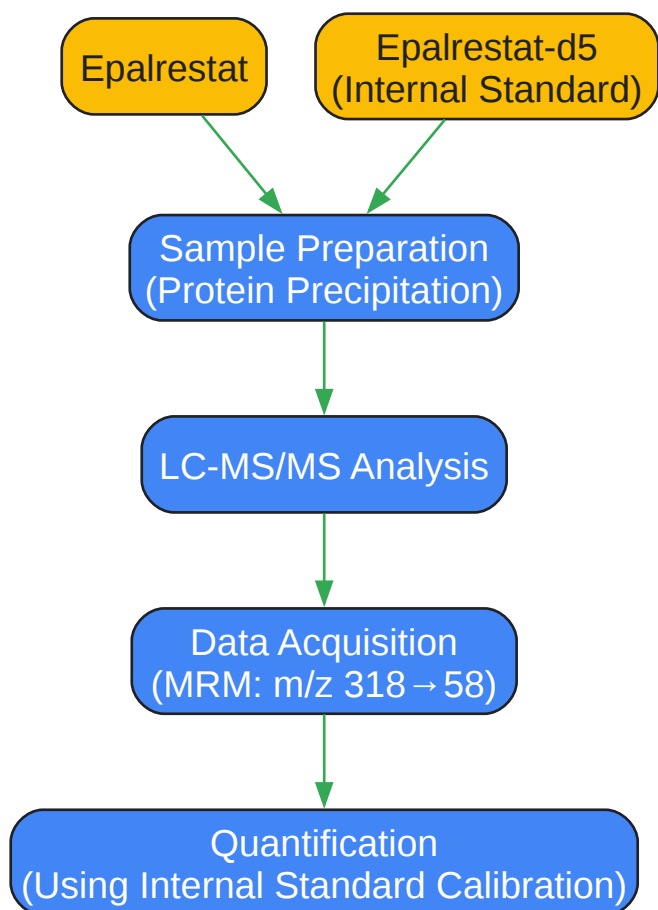 Epalrestat
Epalrestat-d5
(Internal Standard)
Sample Preparation
(Protein Precipitation)
LC-MS/MS Analysis
Data Acquisition
(MRM: m/z 318→58)
Quantification
(Using Internal Standard Calibration)